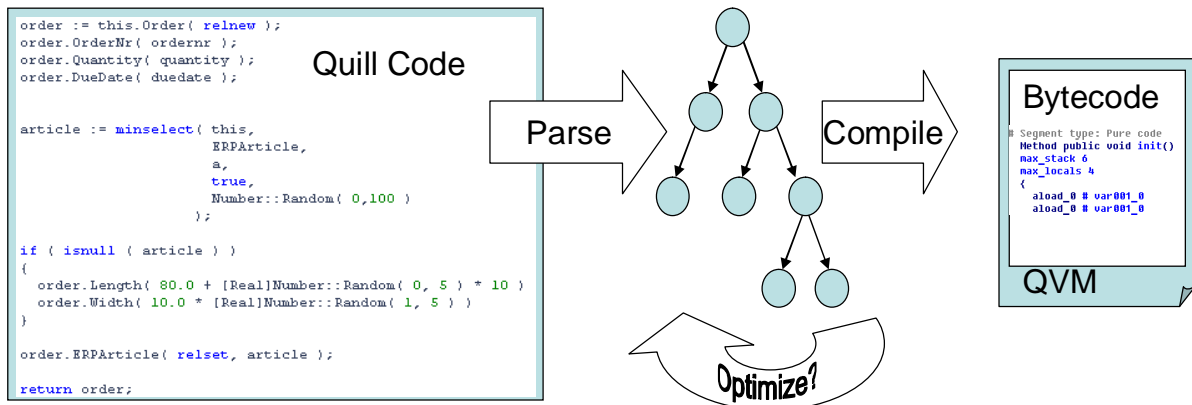 order := this.Order( relnew );
order.OrderNr( ordernr );
order.Quantity( quantity );
order.DueDate( duedate );
Quill Code
article := minselect( this,
ERPArticle,
a,
true,
Number::Random( 0,100 )
);
if ( isnull ( article ) )
{
order.Length( 80.0 + [Real]Number::Random( 0, 5 ) * 10 )
order.Width( 10.0 * [Real]Number::Random( 1, 5 ) )
}
order.ERPArticle( relset, article );
return order;
Parse
Optimize?
Compile
Bytecode
# Segment type: Pure code
Method public void init()
max_stack 6
max_locals 4
{
aload_0 # var001_0
aload_0 # var001_0
QVM